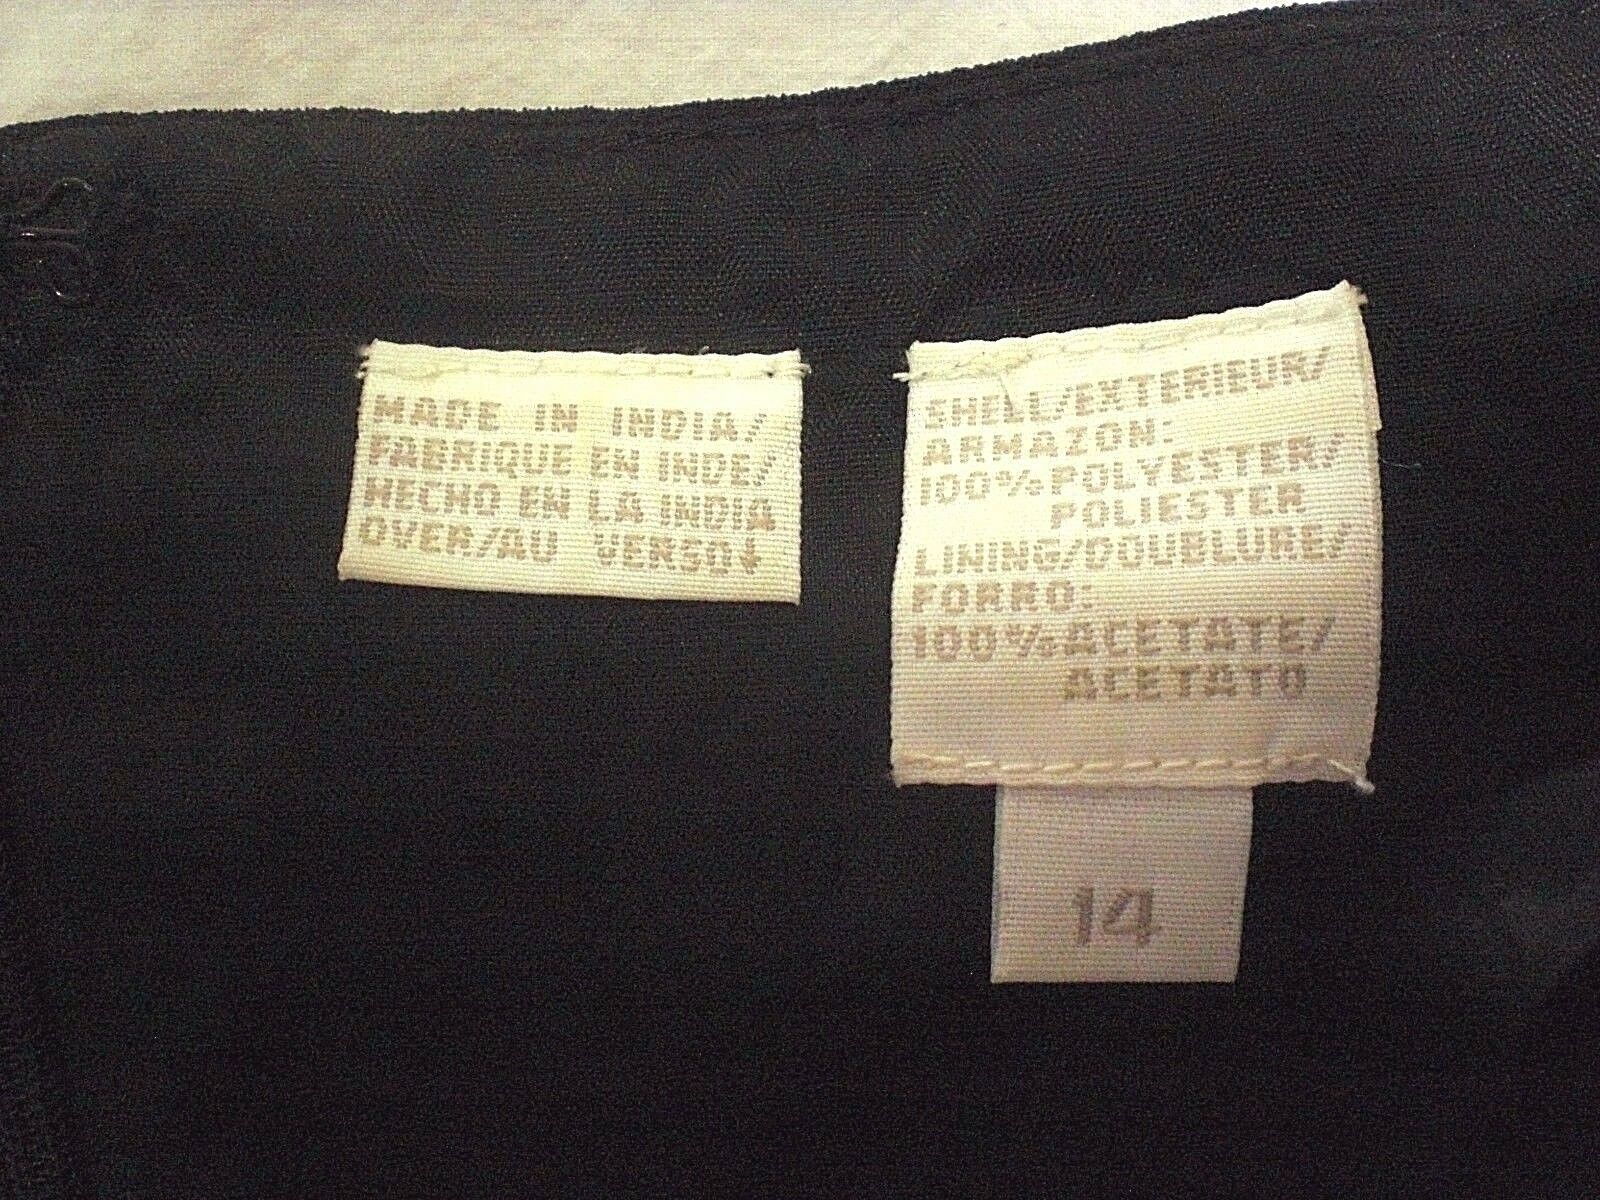 MADE IN INDIA/
FABRIQUE EN INDE/
HECHO EN LA INDIA
OVER/AU VERSO↓
SHELL/EXTERIEUR/
ARMAZON:
100% POLYESTER/
POLIESTER
LINING/DOUBLURE/
FORRO:
100% ACETATE/
ACETATO
14